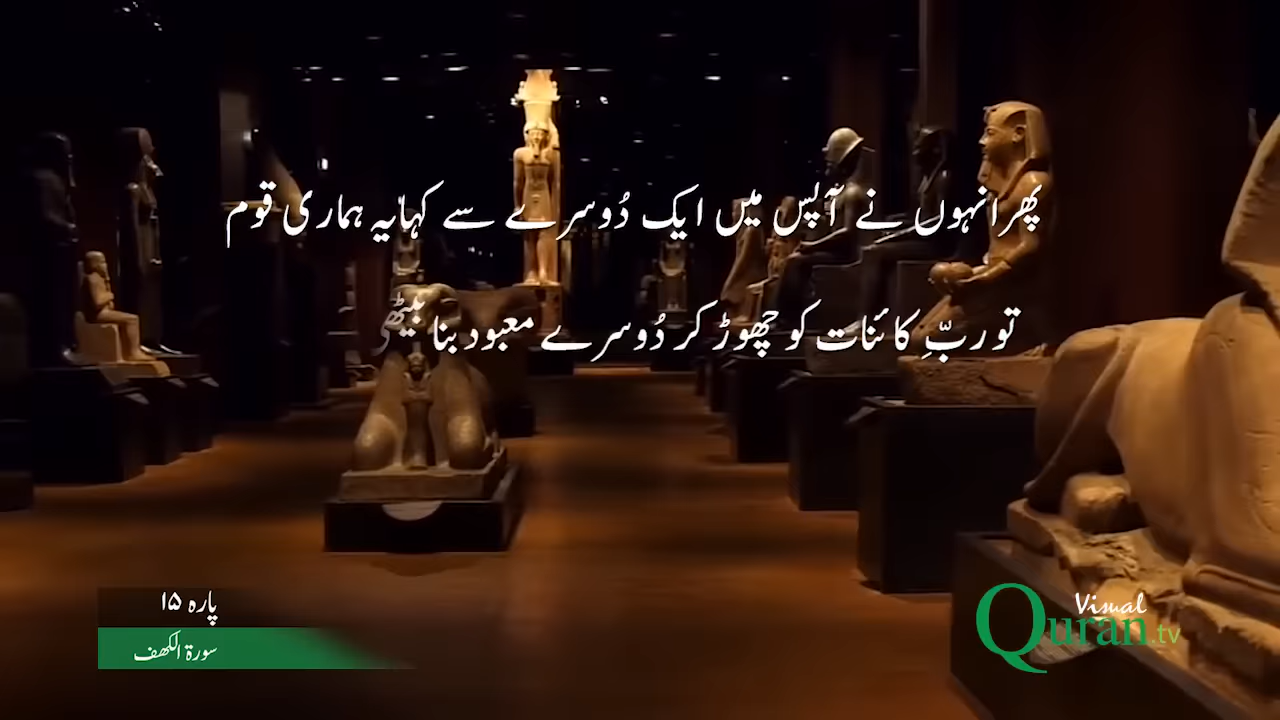 پھر انہوں نے آپس میں ایک دُوسرے سے کہا یہ ہماری قوم
تو ربِّ کائنات کو چھوڑ کر دُوسرے معبود بنا بیٹھی
پارہ ۱۵
سورۃ الکھف
Visual
Quran.tv